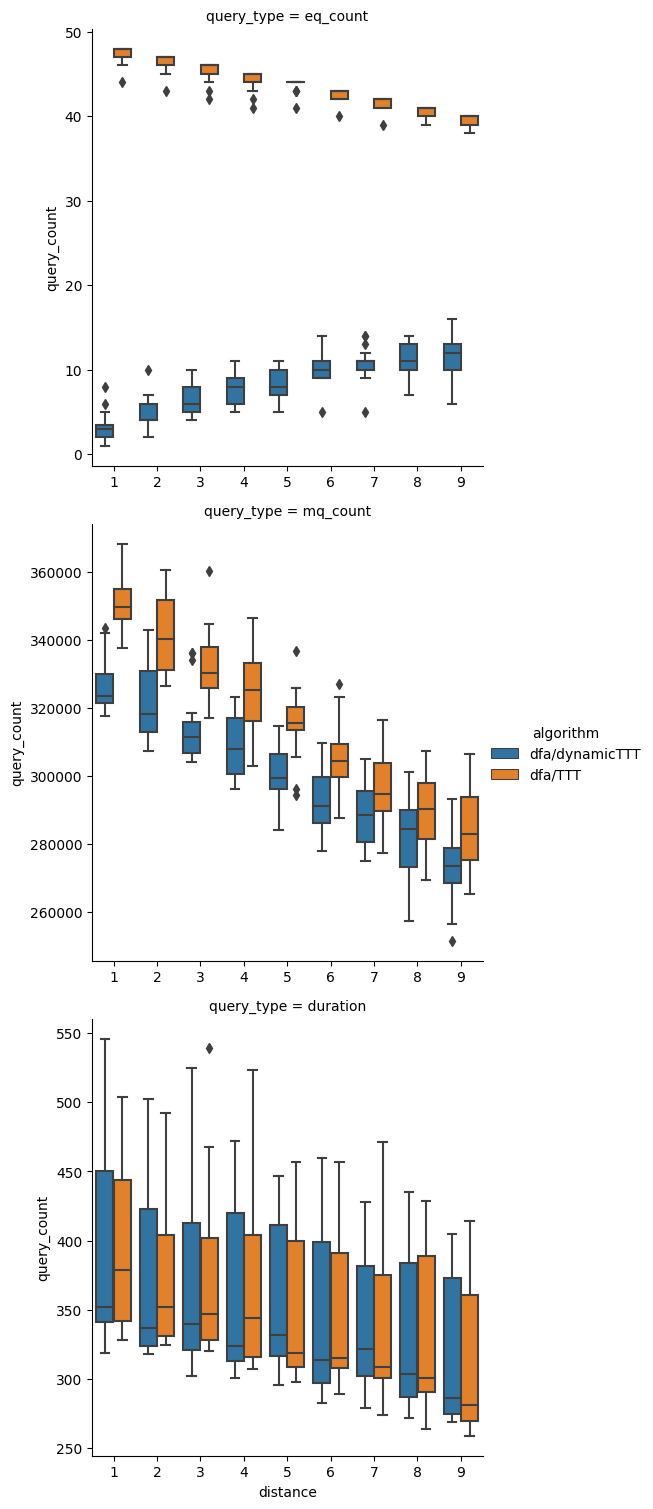 query_type = eq_count
50
40
30
20
10
0
query_count
1 2 3 4 5 6 7 8 9
query_type = mq_count
360000
340000
320000
300000
280000
260000
query_count
1 2 3 4 5 6 7 8 9
algorithm
dfa/dynamicTTT
dfa/TTT
query_type = duration
550
500
450
400
350
300
250
query_count
1 2 3 4 5 6 7 8 9
distance